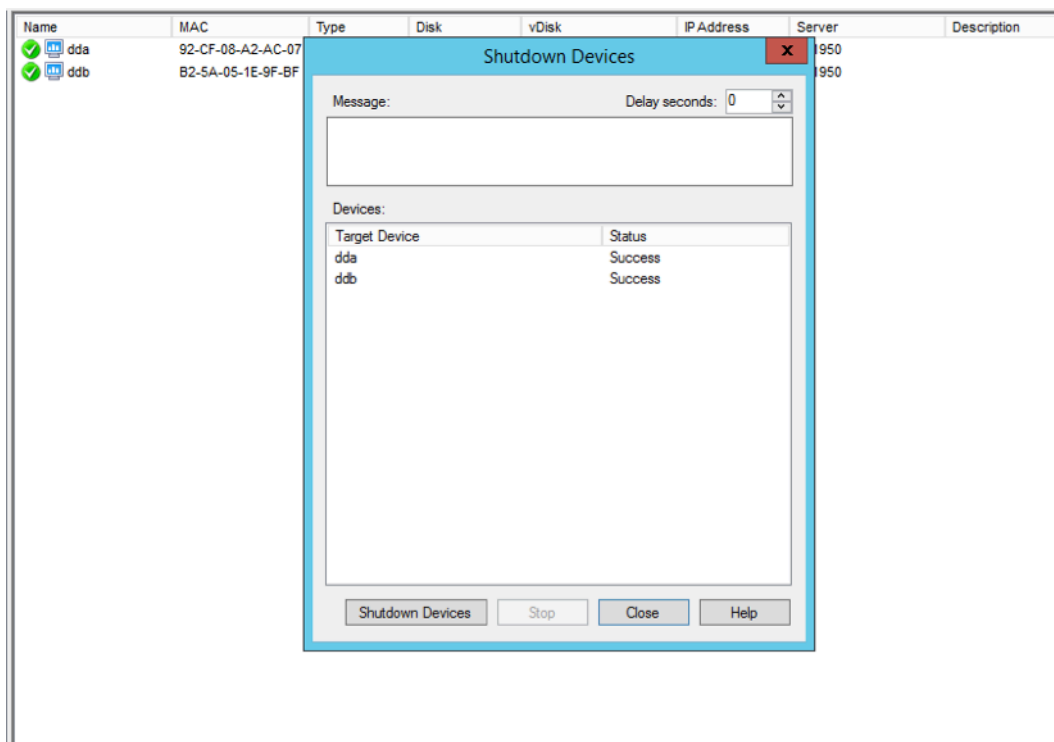 Name MAC Type Disk vDisk IP Address Server Description
dda 92-CF-08-A2-AC-07 1950
ddb B2-5A-05-1E-9F-BF 1950
Shutdown Devices x
Message: Delay seconds: 0
Devices:
Target Device Status
dda Success
ddb Success
Shutdown Devices Stop Close Help